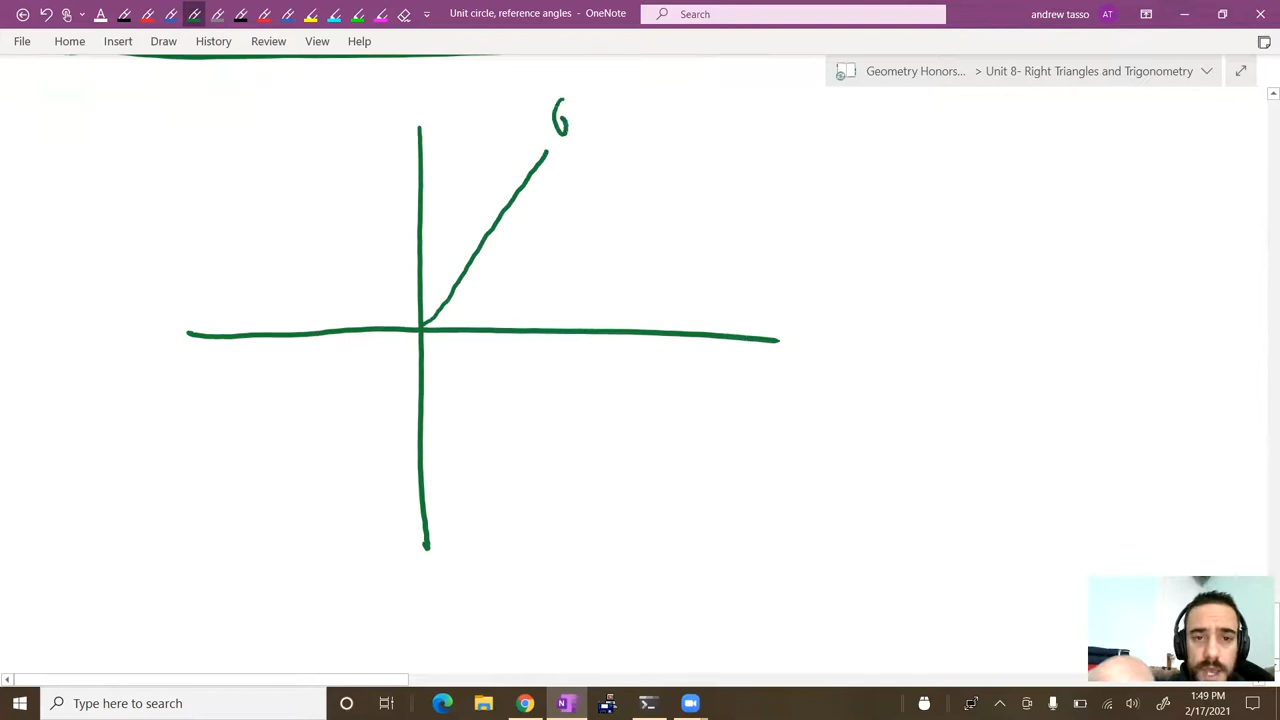 Unit circle, reference angles - OneNote
Search
andrew tasso AT
File Home Insert Draw History Review View Help
Geometry Honors... > Unit 8- Right Triangles and Trigonometry
6
Type here to search
1:49 PM
2/17/2021